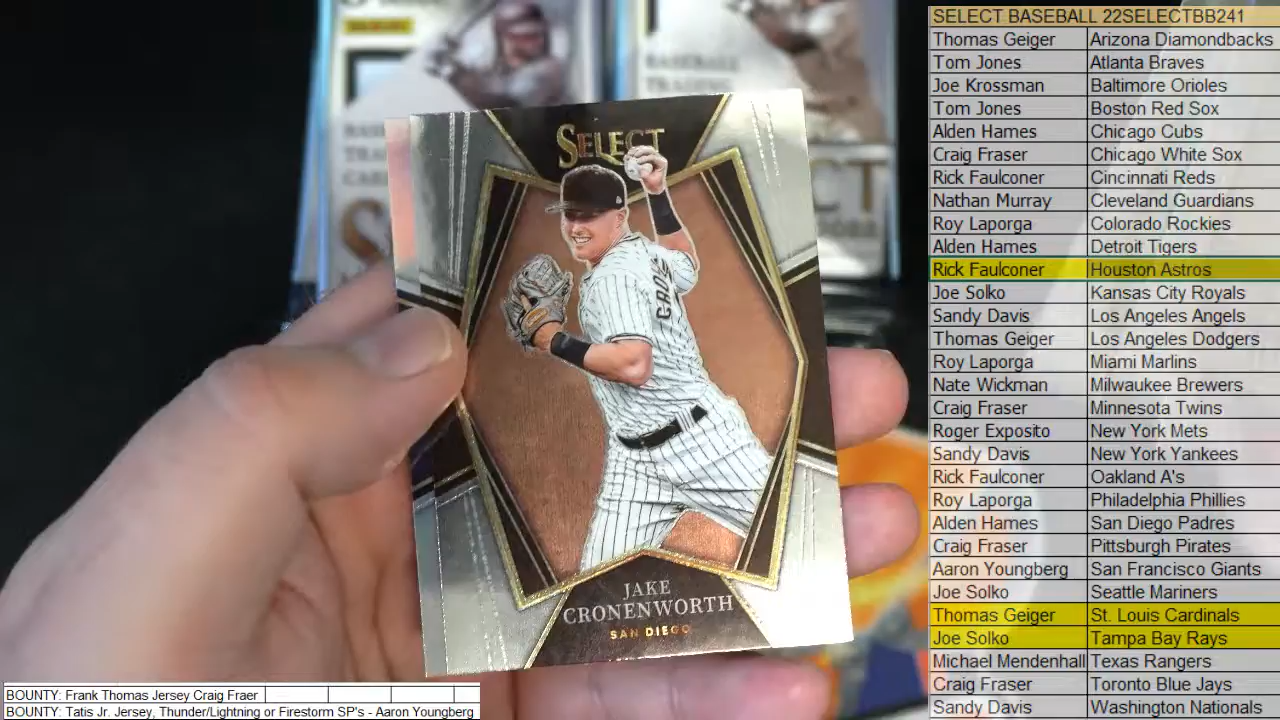 SELECT BASEBALL 22SELECTBB241
Thomas Geiger Arizona Diamondbacks
Tom Jones Atlanta Braves
Joe Krossman Baltimore Orioles
Tom Jones Boston Red Sox
Alden Hames Chicago Cubs
Craig Fraser Chicago White Sox
Rick Faulconer Cincinnati Reds
Nathan Murray Cleveland Guardians
Roy Laporga Colorado Rockies
Alden Hames Detroit Tigers
Rick Faulconer Houston Astros
Joe Solko Kansas City Royals
Sandy Davis Los Angeles Angels
Thomas Geiger Los Angeles Dodgers
Roy Laporga Miami Marlins
Nate Wickman Milwaukee Brewers
Craig Fraser Minnesota Twins
Roger Exposito New York Mets
Sandy Davis New York Yankees
Rick Faulconer Oakland A's
Roy Laporga Philadelphia Phillies
Alden Hames San Diego Padres
Craig Fraser Pittsburgh Pirates
Aaron Youngberg San Francisco Giants
Joe Solko Seattle Mariners
Thomas Geiger St. Louis Cardinals
Joe Solko Tampa Bay Rays
Michael Mendenhall Texas Rangers
Craig Fraser Toronto Blue Jays
Sandy Davis Washington Nationals
BASEBALL
SELECT
JAKE
CRONENWORTH
SAN DIEGO
BOUNTY: Frank Thomas Jersey Craig Fraer
BOUNTY: Tatis Jr. Jersey, Thunder/Lightning or Firestorm SP's - Aaron Youngberg